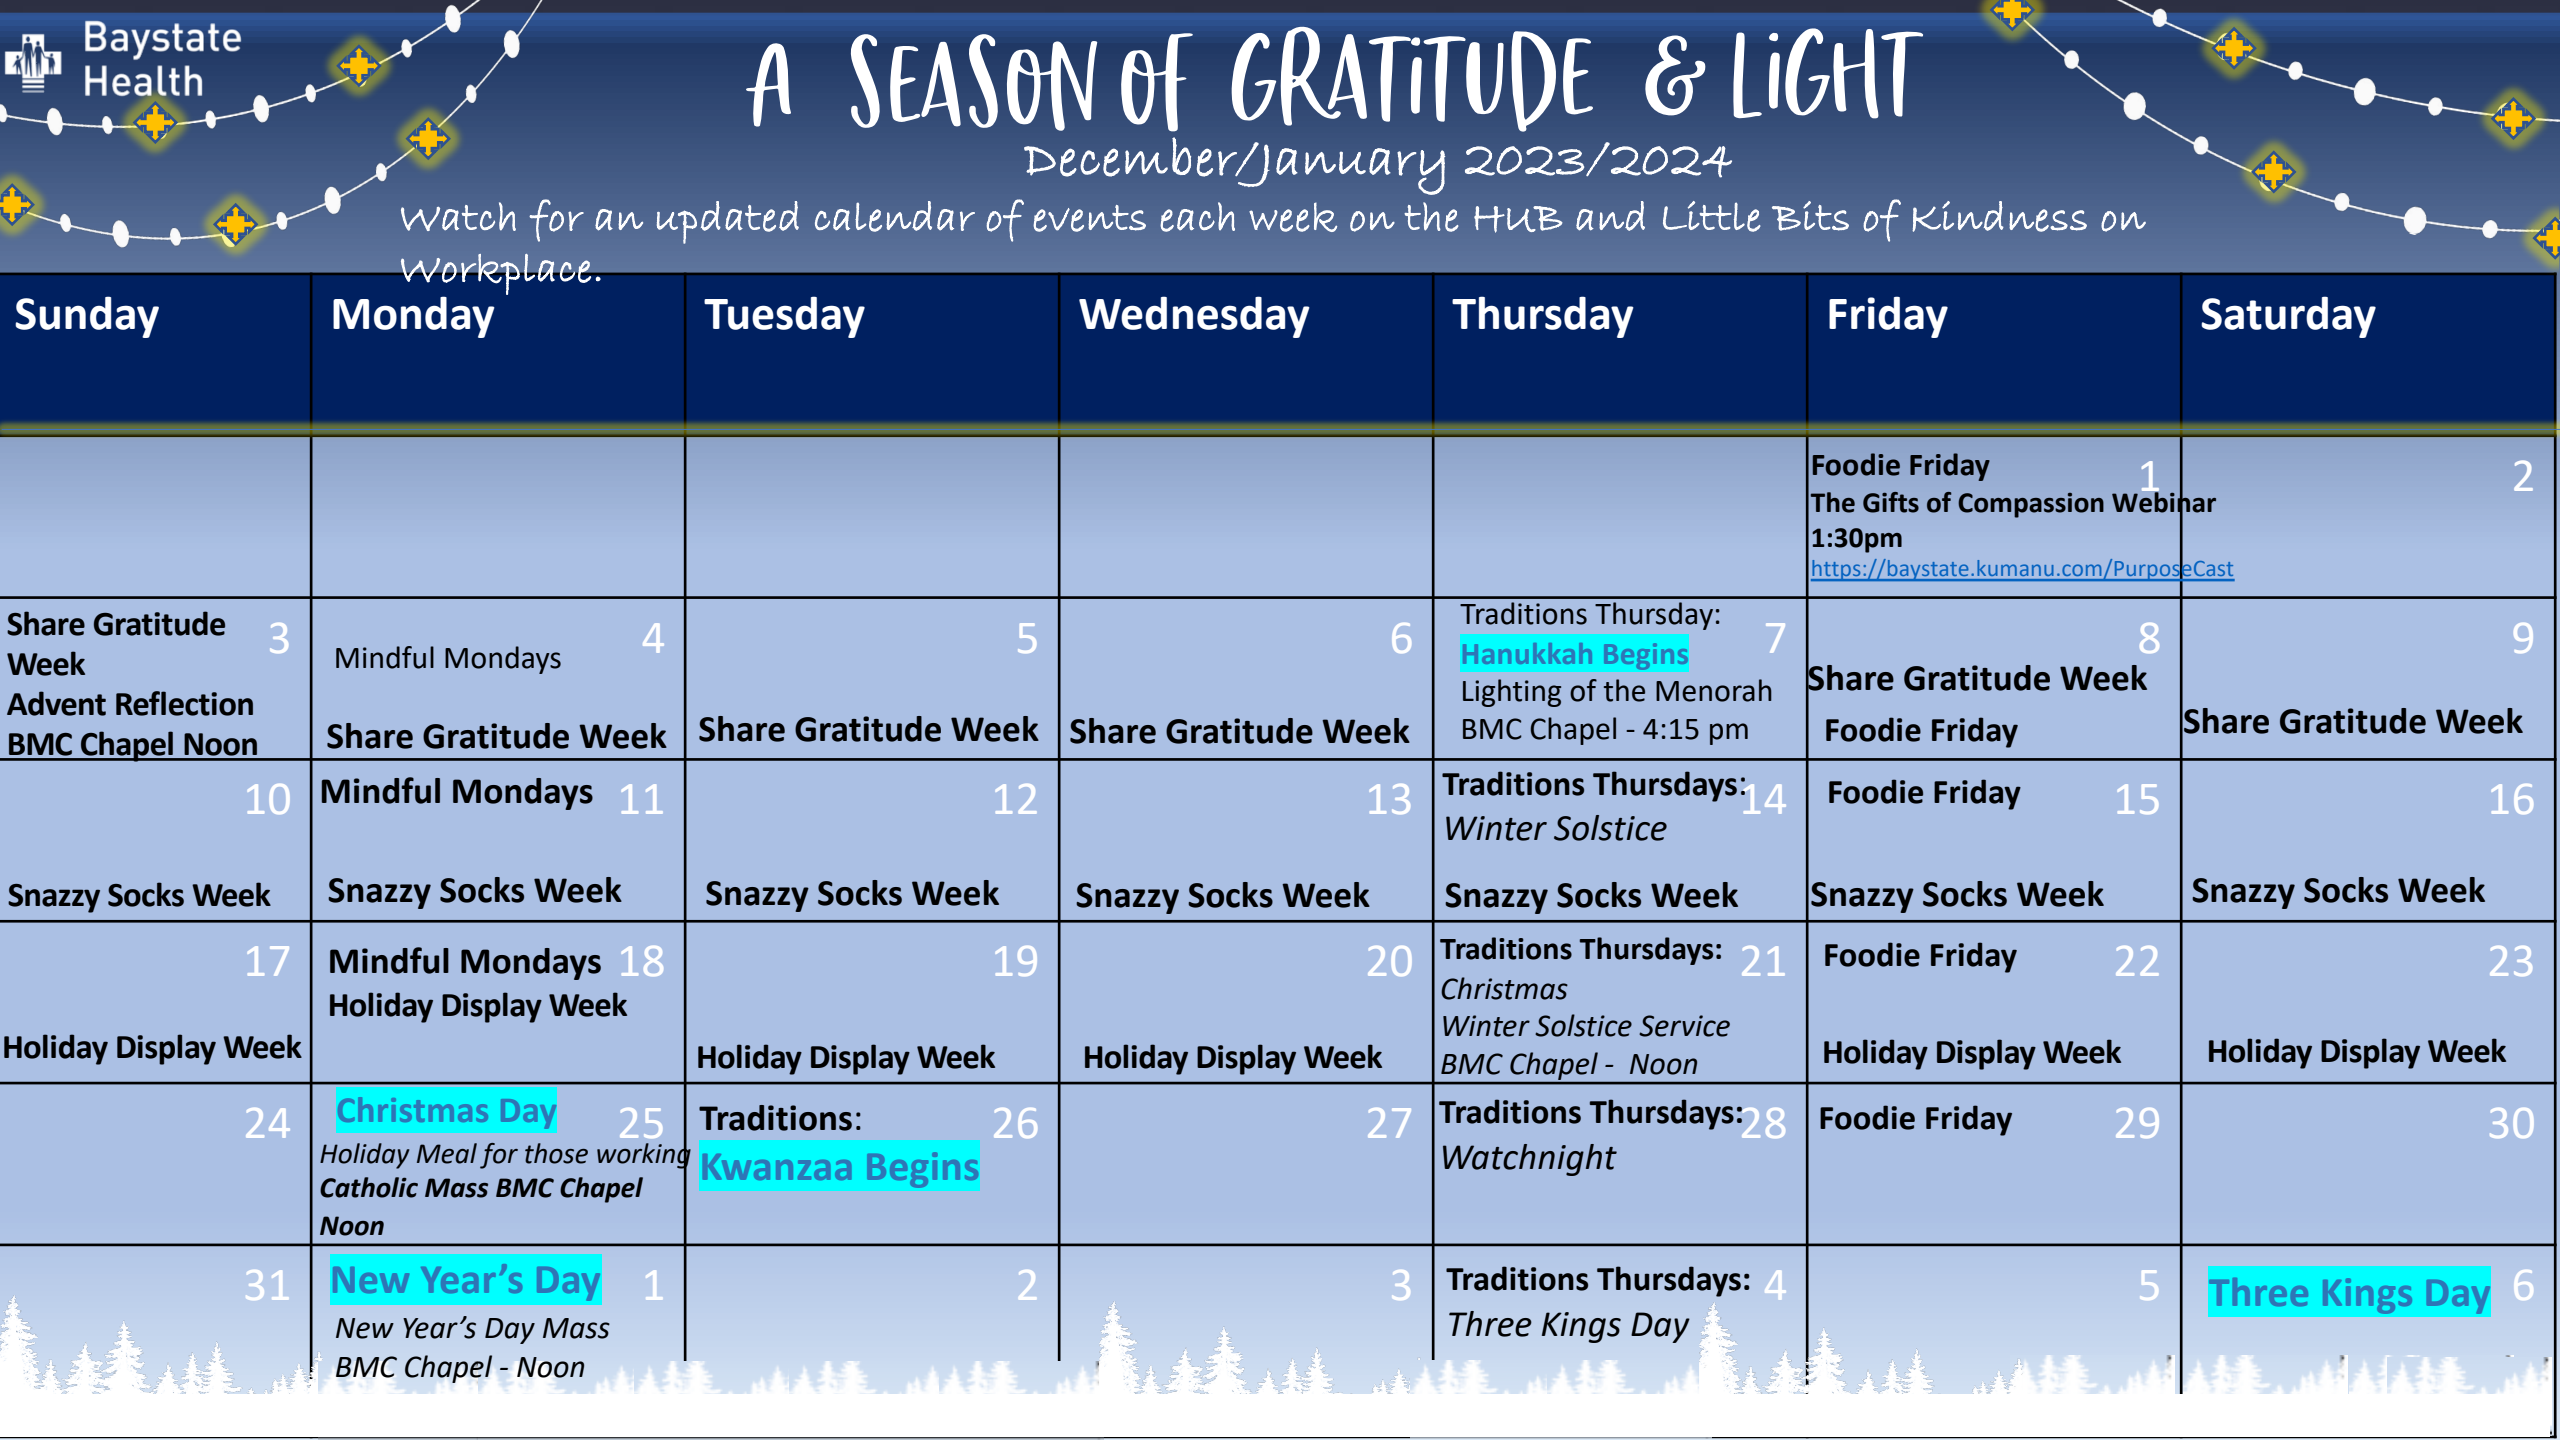 Baystate
Health
A SEASON OF GRATiTUDE & LiGHT
December/January 2023/2024
Watch for an updated calendar of events each week on the HUB and Little Bits of Kindness on
Workplace.
Sunday
Monday
Tuesday
Wednesday
Thursday
Friday
Saturday
Foodie Friday
1
The Gifts of Compassion Webinar
1:30pm
https://baystate.kumanu.com/PurposeCast
2
Share Gratitude
Week
3
Advent Reflection
BMC Chapel Noon
4
Mindful Mondays
Share Gratitude Week
5
Share Gratitude Week
6
Share Gratitude Week
Traditions Thursday:
7
Hanukkah Begins
Lighting of the Menorah
BMC Chapel - 4:15 pm
8
Share Gratitude Week
Foodie Friday
9
Share Gratitude Week
10
Snazzy Socks Week
Mindful Mondays
11
Snazzy Socks Week
12
Snazzy Socks Week
13
Snazzy Socks Week
Traditions Thursdays:
14
Winter Solstice
Snazzy Socks Week
Foodie Friday
15
Snazzy Socks Week
16
Snazzy Socks Week
17
Holiday Display Week
Mindful Mondays
18
Holiday Display Week
19
Holiday Display Week
20
Holiday Display Week
Traditions Thursdays:
21
Christmas
Winter Solstice Service
BMC Chapel - Noon
Foodie Friday
22
Holiday Display Week
23
Holiday Display Week
24
Christmas Day
25
Holiday Meal for those working
Catholic Mass BMC Chapel
Noon
Traditions:
26
Kwanzaa Begins
27
Traditions Thursdays:
28
Watchnight
Foodie Friday
29
30
31
New Year's Day
1
New Year's Day Mass
BMC Chapel - Noon
2
3
Traditions Thursdays:
4
Three Kings Day
5
Three Kings Day
6